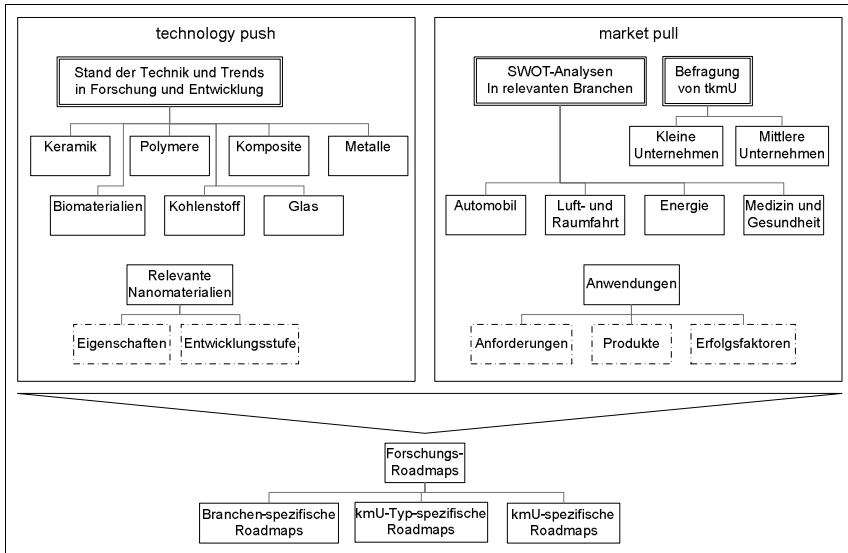 technology push
Stand der Technik und Trends
in Forschung und Entwicklung
Keramik
Polymere
Komposite
Metalle
Biomaterialien
Kohlenstoff
Glas
Relevante
Nanomaterialien
Eigenschaften
Entwicklungsstufe
market pull
SWOT-Analysen
In relevanten Branchen
Befragung
von tkmU
Kleine
Unternehmen
Mittlere
Unternehmen
Automobil
Luft- und
Raumfahrt
Energie
Medizin und
Gesundheit
Anwendungen
Anforderungen
Produkte
Erfolgsfaktoren
Forschungs-
Roadmaps
Branchen-spezifische
Roadmaps
kmU-Typ-spezifische
Roadmaps
kmU-spezifische
Roadmaps